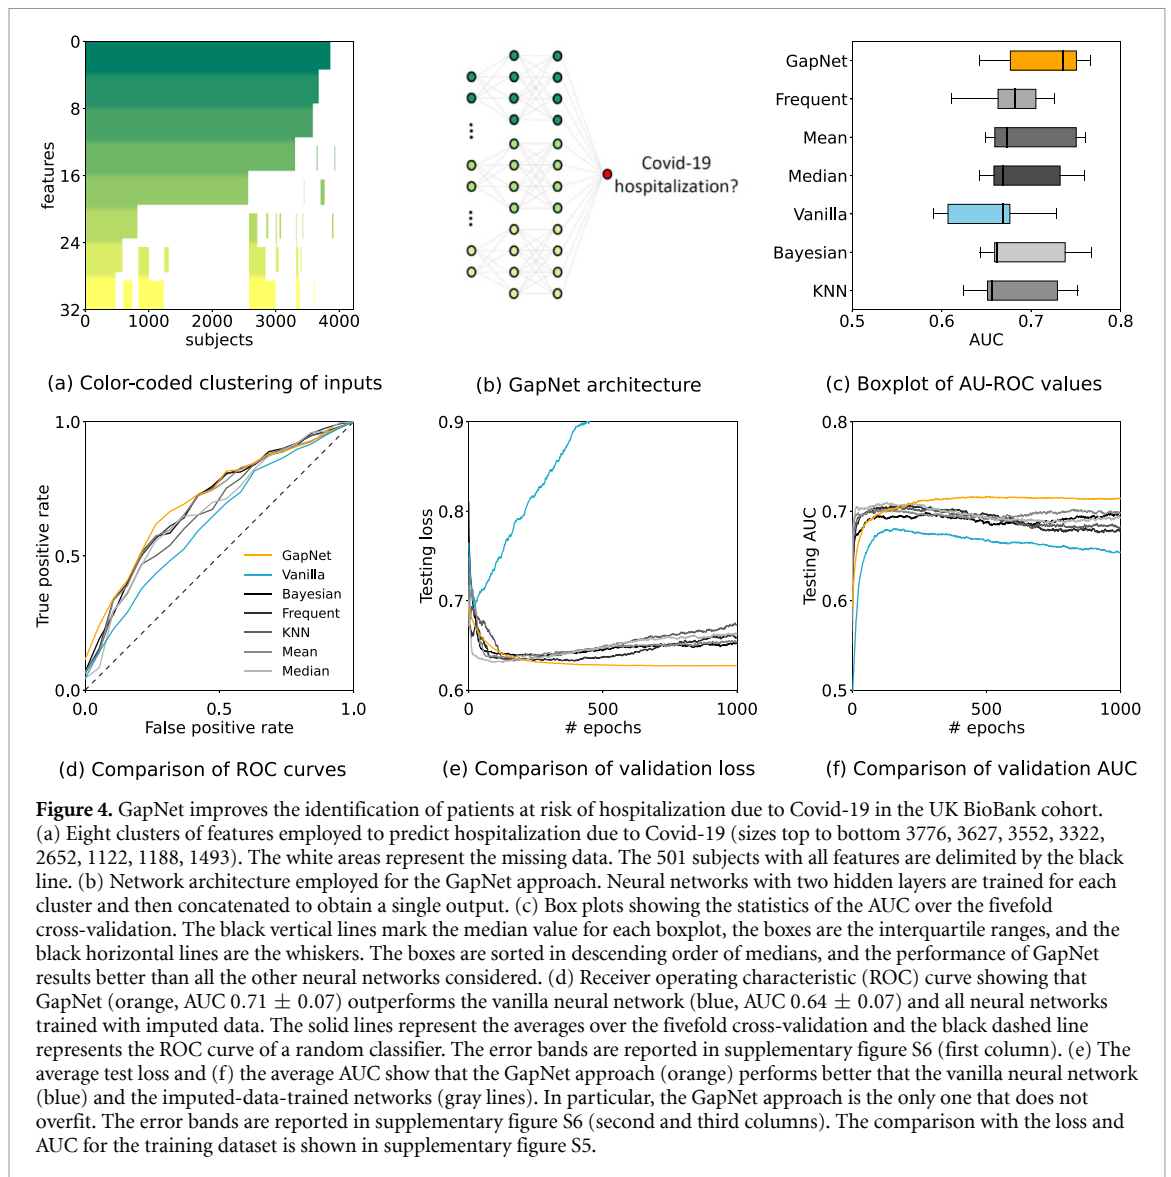 0
8
16
24
32
features
0 1000 2000 3000 4000
subjects
(a) Color-coded clustering of inputs
Covid-19
hospitalization?
(b) GapNet architecture
GapNet
Frequent
Mean
Median
Vanilla
Bayesian
KNN
0.5 0.6 0.7 0.8
AUC
(c) Boxplot of AU-ROC values
1.0
0.5
0.0
True positive rate
GapNet
Vanilla
Bayesian
Frequent
KNN
Mean
Median
0.0 0.5 1.0
False positive rate
(d) Comparison of ROC curves
0.9
0.8
0.7
0.6
Testing loss
0 500 1000
# epochs
(e) Comparison of validation loss
0.8
0.7
0.6
0.5
Testing AUC
0 500 1000
# epochs
(f) Comparison of validation AUC
Figure 4. GapNet improves the identification of patients at risk of hospitalization due to Covid-19 in the UK BioBank cohort.
(a) Eight clusters of features employed to predict hospitalization due to Covid-19 (sizes top to bottom 3776, 3627, 3552, 3322,
2652, 1122, 1188, 1493). The white areas represent the missing data. The 501 subjects with all features are delimited by the black
line. (b) Network architecture employed for the GapNet approach. Neural networks with two hidden layers are trained for each
cluster and then concatenated to obtain a single output. (c) Box plots showing the statistics of the AUC over the fivefold
cross-validation. The black vertical lines mark the median value for each boxplot, the boxes are the interquartile ranges, and the
black horizontal lines are the whiskers. The boxes are sorted in descending order of medians, and the performance of GapNet
results better than all the other neural networks considered. (d) Receiver operating characteristic (ROC) curve showing that
GapNet (orange, AUC 0.71 ± 0.07) outperforms the vanilla neural network (blue, AUC 0.64 ± 0.07) and all neural networks
trained with imputed data. The solid lines represent the averages over the fivefold cross-validation and the black dashed line
represents the ROC curve of a random classifier. The error bands are reported in supplementary figure S6 (first column). (e) The
average test loss and (f) the average AUC show that the GapNet approach (orange) performs better that the vanilla neural network
(blue) and the imputed-data-trained networks (gray lines). In particular, the GapNet approach is the only one that does not
overfit. The error bands are reported in supplementary figure S6 (second and third columns). The comparison with the loss and
AUC for the training dataset is shown in supplementary figure S5.